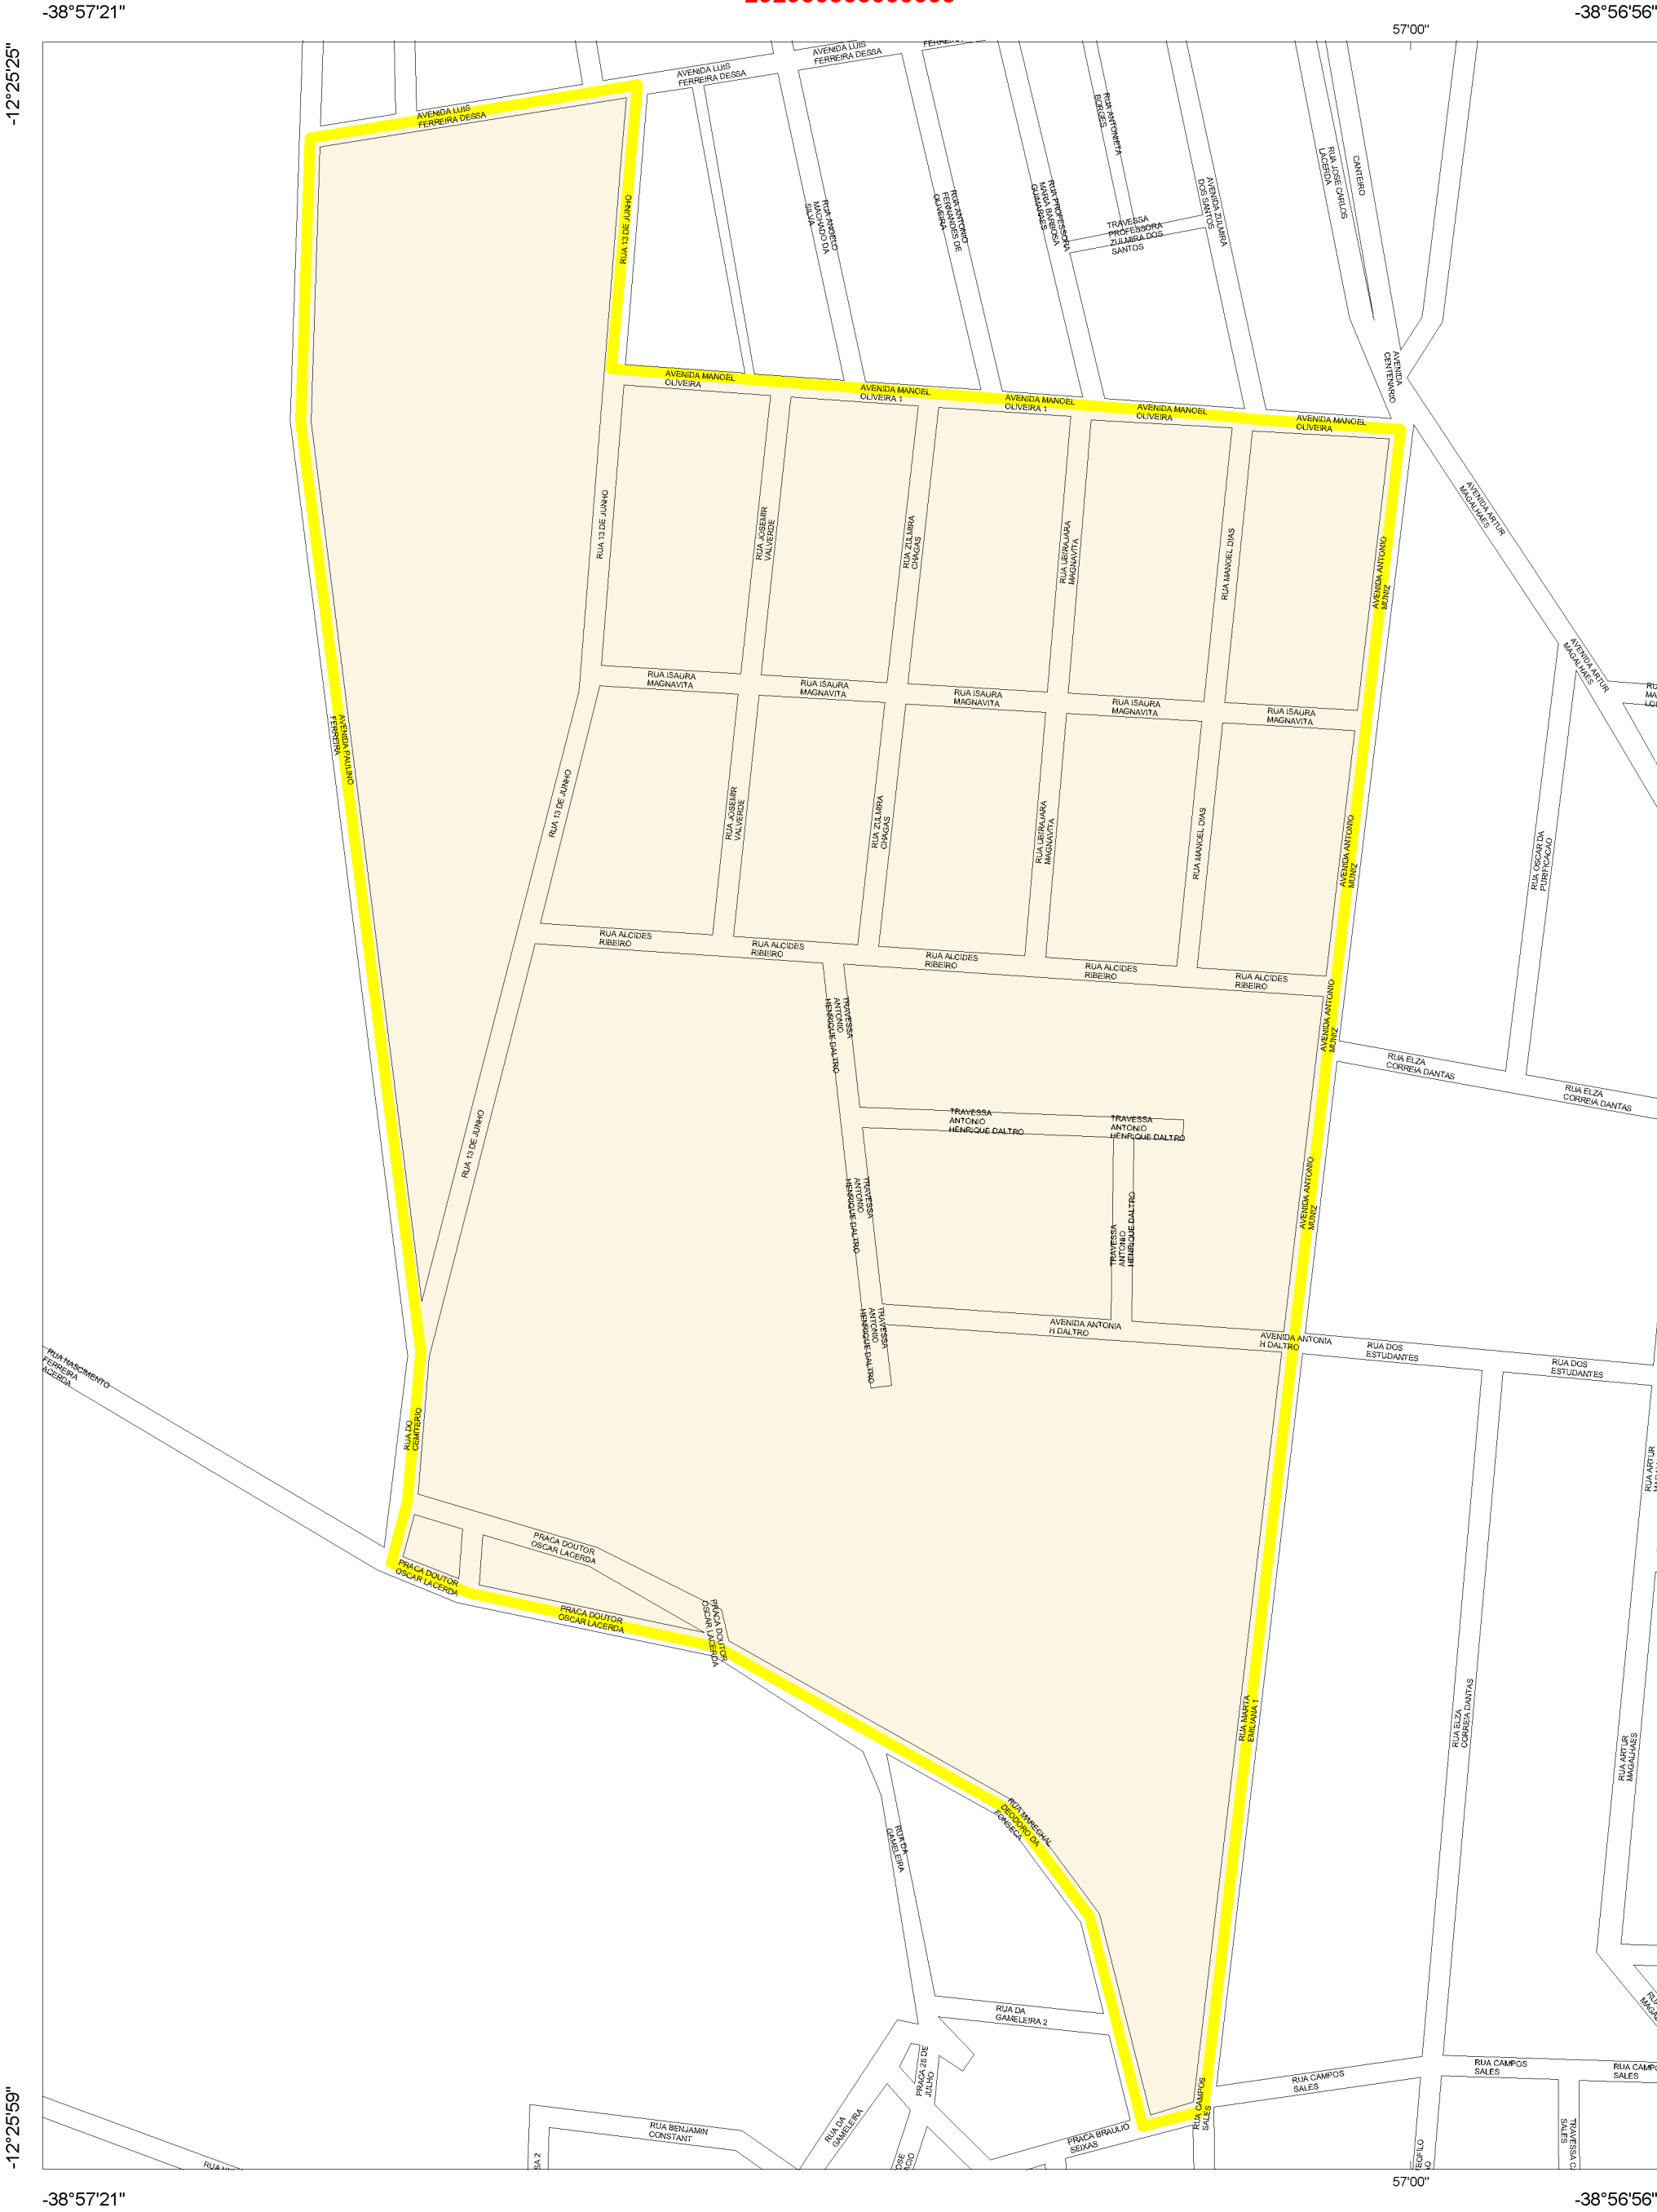 -38°57'21"
-38°56'56"
57'00"
-12°25'25"
AVENIDA LUIS
FERREIRA DESSA
AVENIDA LUIS
FERREIRA DESSA
AVENIDA LUIS
FERREIRA DESSA
RUA 13 DE JUNHO
RUA ANGELO
MACHADO DA
SILVA
RUA ANTONIO
FERNANDES DE
OLIVEIRA
RUA PROFESSORA
MARIA BARBOSA
GUIMARAES
RUA ANTONIETA
BORGES
TRAVESSA
PROFESSORA
ZULMIRA DOS
SANTOS
AVENIDA ZULMIRA
DOS SANTOS
RUA JOSE CARLOS
LACERDA
CANTEIRO
AVENIDA
CENTENARIO
AVENIDA MANOEL
OLIVEIRA
AVENIDA MANOEL
OLIVEIRA 1
AVENIDA MANOEL
OLIVEIRA 1
AVENIDA MANOEL
OLIVEIRA
AVENIDA MANOEL
OLIVEIRA
RUA 13 DE JUNHO
RUA JOSEMIR
VALVERDE
RUA ZULMIRA
CHAGAS
RUA UBIRAJARA
MAGNAVITA
RUA MANOEL DIAS
AVENIDA ANTONIO
MUNIZ
AVENIDA ARTUR
MAGALHAES
AVENIDA ARTUR
MAGALHAES
RUA ISAURA
MAGNAVITA
RUA ISAURA
MAGNAVITA
RUA ISAURA
MAGNAVITA
RUA ISAURA
MAGNAVITA
RUA ISAURA
MAGNAVITA
AVENIDA PAULINO
FERREIRA
RUA 13 DE JUNHO
RUA JOSEMIR
VALVERDE
RUA ZULMIRA
CHAGAS
RUA UBIRAJARA
MAGNAVITA
RUA MANOEL DIAS
AVENIDA ANTONIO
MUNIZ
RUA OSCAR DA
PURIFICACAO
RUA ALCIDES
RIBEIRO
RUA ALCIDES
RIBEIRO
RUA ALCIDES
RIBEIRO
RUA ALCIDES
RIBEIRO
RUA ALCIDES
RIBEIRO
TRAVESSA
ANTONIO
HENRIQUE DALTRO
AVENIDA ANTONIO
MUNIZ
RUA ELZA
CORREIA DANTAS
RUA ELZA
CORREIA DANTAS
RUA 13 DE JUNHO
TRAVESSA
ANTONIO
HENRIQUE DALTRO
TRAVESSA
ANTONIO
HENRIQUE DALTRO
TRAVESSA
ANTONIO
HENRIQUE DALTRO
TRAVESSA
ANTONIO
HENRIQUE DALTRO
AVENIDA ANTONIO
MUNIZ
TRAVESSA
ANTONIO
HENRIQUE DALTRO
AVENIDA ANTONIA
H DALTRO
AVENIDA ANTONIA
H DALTRO
RUA DOS
ESTUDANTES
RUA DOS
ESTUDANTES
RUA NASCIMENTO
FERREIRA
RUA DO
CEMITERIO
RUA ARTUR
PRACA DOUTOR
OSCAR LACERDA
PRACA DOUTOR
OSCAR LACERDA
PRACA DOUTOR
OSCAR LACERDA
PRACA DOUTOR
OSCAR LACERDA
RUA MARTA
EMILIANA 1
RUA ELZA
CORREIA DANTAS
RUA ARTUR
MAGALHAES
RUA MARECHAL
DEODORO DA
FONSECA
RUA DA
GAMELEIRA
RUA DA
GAMELEIRA 2
PRACA 28 DE
JULHO
RUA CAMPOS
SALES
RUA CAMPOS
SALES
RUA CAMPOS
SALES
RUA CAMPOS
SALES
RUA BENJAMIN
CONSTANT
RUA DA
GAMELEIRA
PRACA BRAULIO
SEIXAS
TRAVESSA
SALES
-12°25'59"
57'00"
-38°57'21"
-38°56'56"